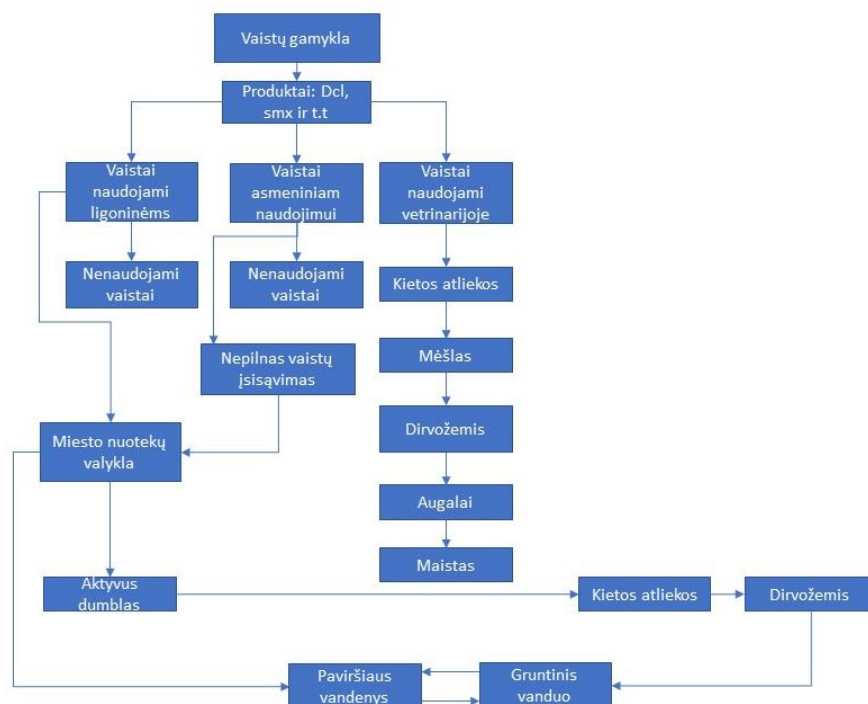 Vaistų gamykla
Produktai: Dcl,
smx ir t.t
Vaistai
naudojami
ligoninėms
Vaistai
asmeniniam
naudojimui
Vaistai
naudojami
vetrinarijoje
Nenaudojami
vaistai
Nenaudojami
vaistai
Kietos atliekos
Nepilnas vaistų
įsisąvimas
Mėšlas
Dirvožemis
Miesto nuotekų
valykla
Augalai
Maistas
Aktyvus
dumblas
Kietos atliekos
Dirvožemis
Paviršiaus
vandenys
Gruntinis
vanduo